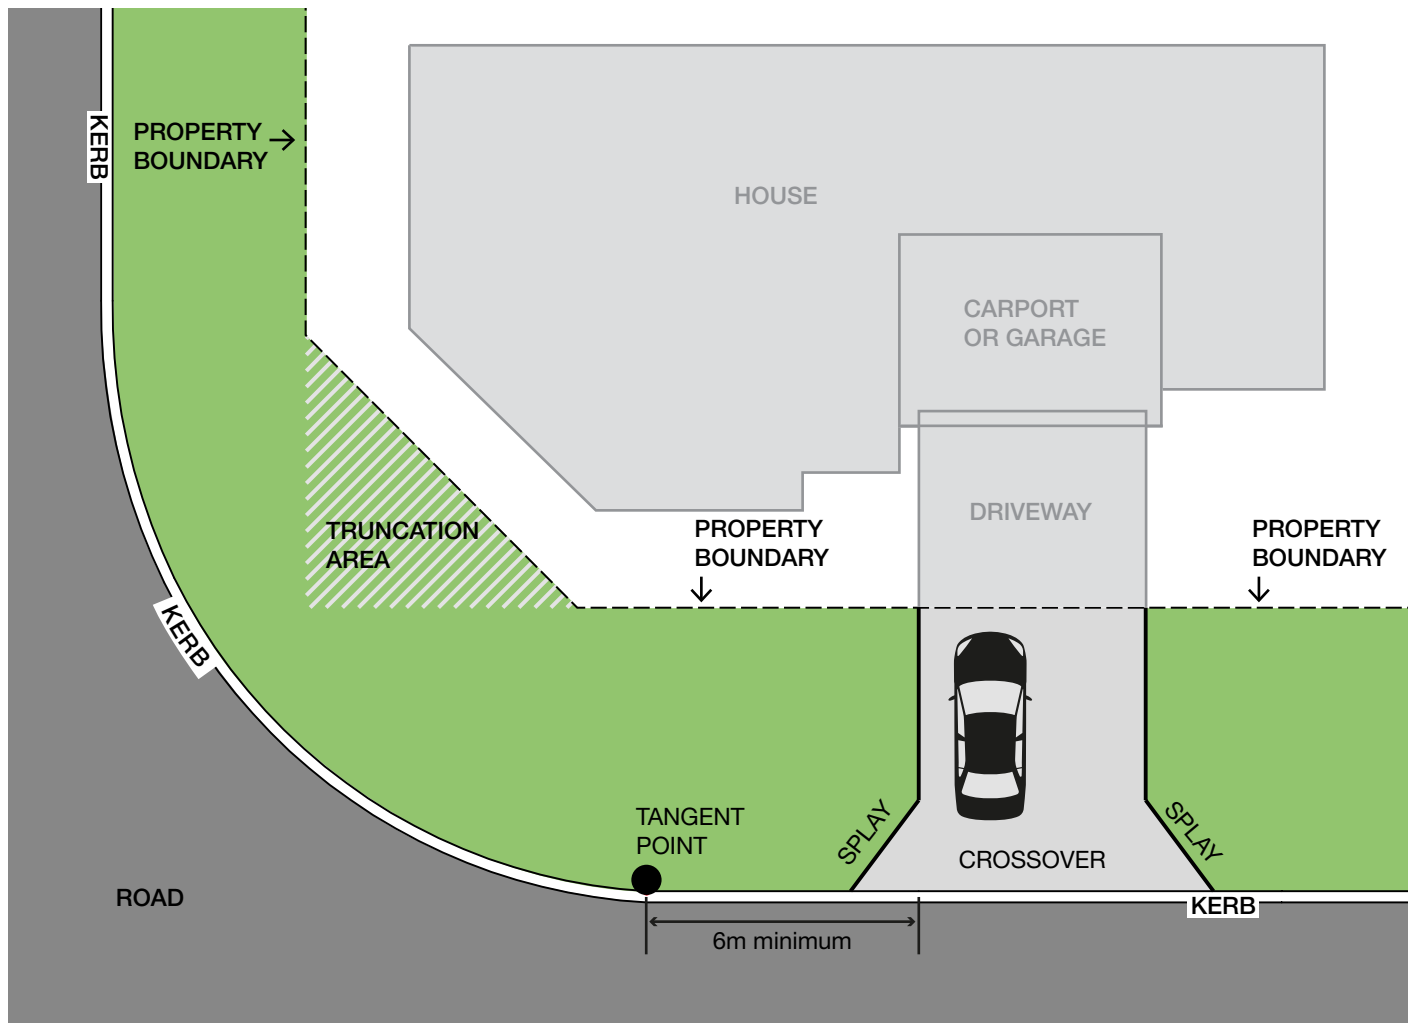 KERB
PROPERTY
BOUNDARY
HOUSE
CARPORT
OR GARAGE
TRUNCATION
AREA
PROPERTY
BOUNDARY
DRIVEWAY
PROPERTY
BOUNDARY
KERB
TANGENT
POINT
SPLAY
SPLAY
CROSSOVER
ROAD
KERB
6m minimum